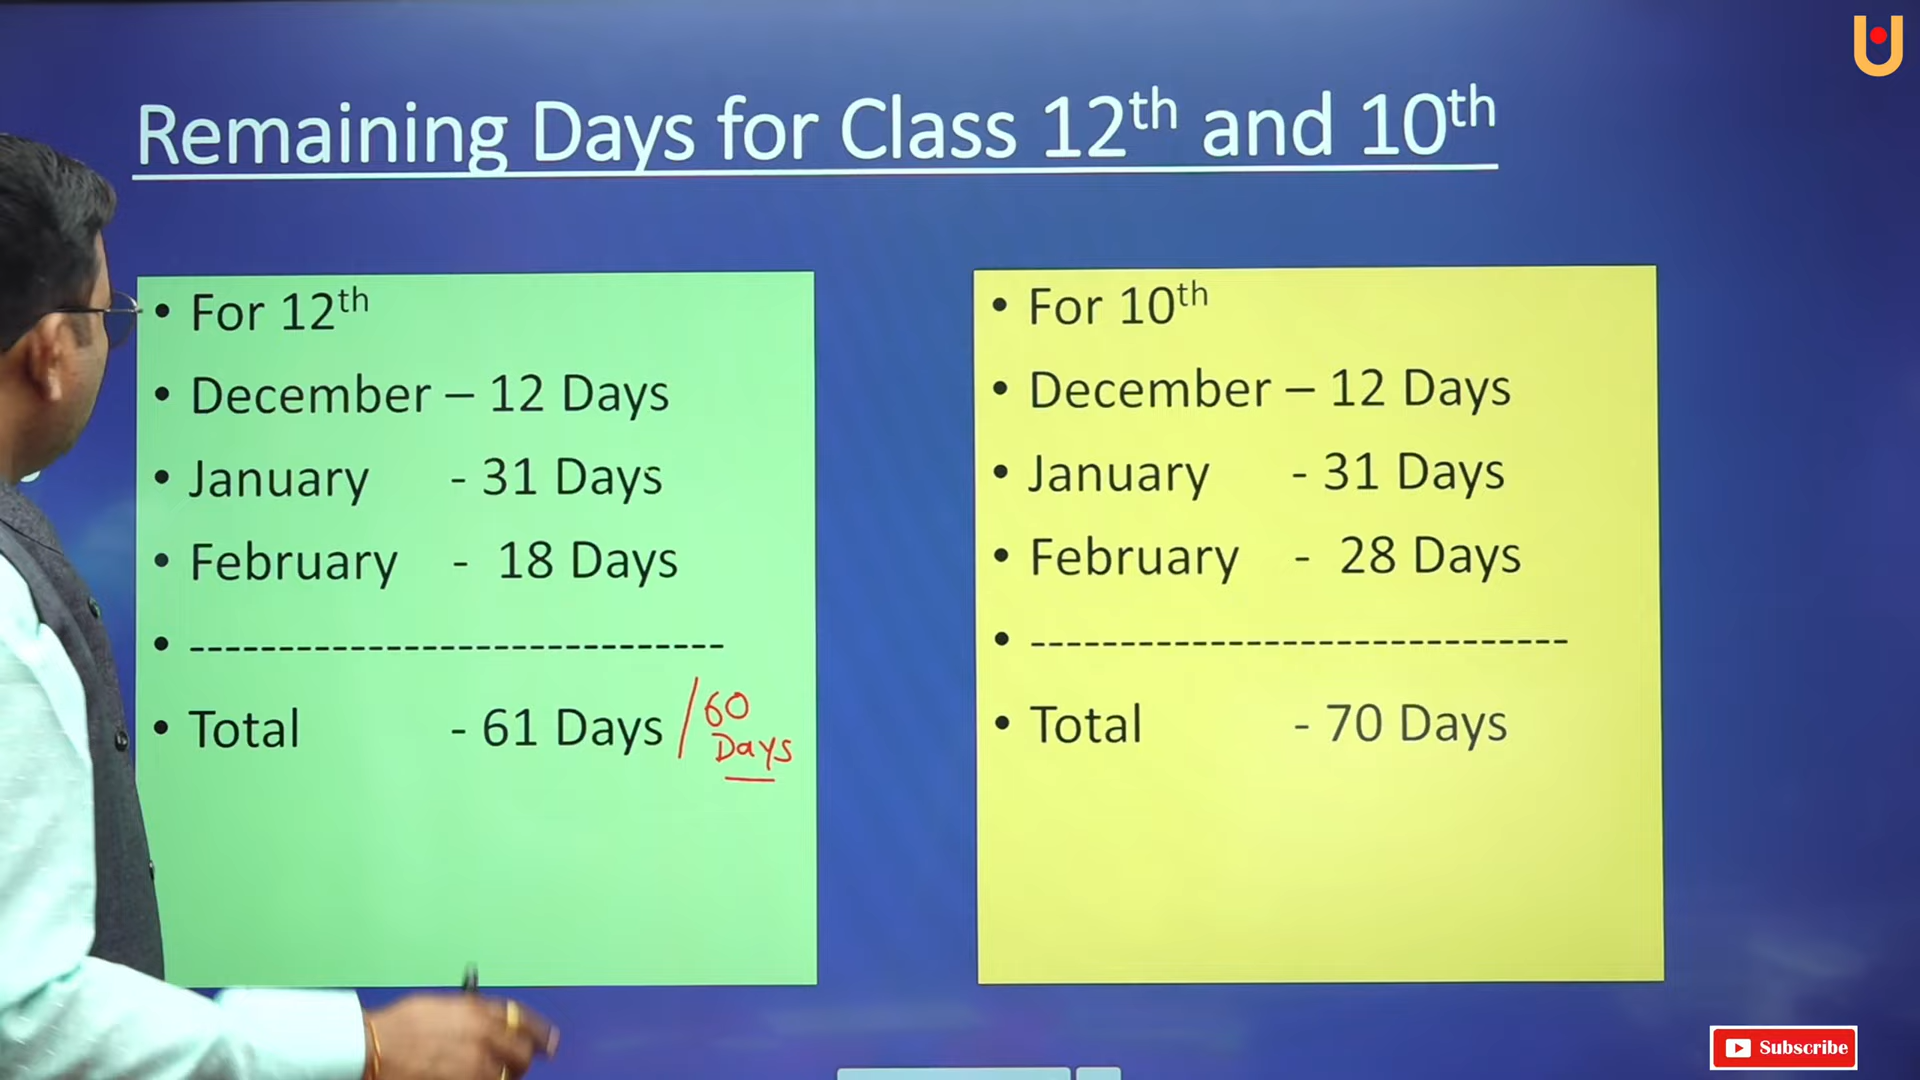 Remaining Days for Class 12th and 10th
• For 12th
• December – 12 Days
• January - 31 Days
• February - 18 Days
• ---------------------------
• Total - 61 Days / 60 Days
• For 10th
• December – 12 Days
• January - 31 Days
• February - 28 Days
• ---------------------------
• Total - 70 Days
Subscribe